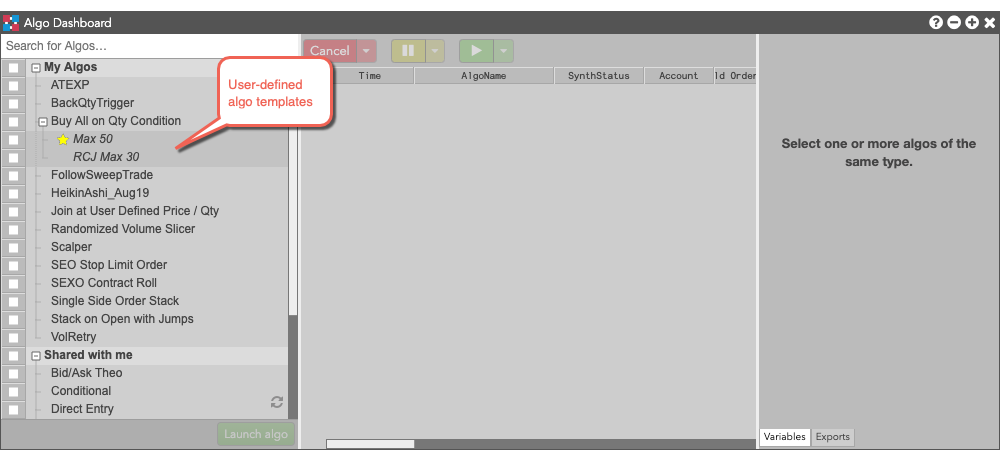 Algo Dashboard
Search for Algos...
Cancel
My Algos
Time
AlgoName
SynthStatus
Account
ld Order
ATEXP
User-defined
algo templates
BackQtyTrigger
Buy All on Qty Condition
Max 50
RCJ Max 30
Select one or more algos of the
same type.
FollowSweepTrade
HeikinAshi_Aug19
Join at User Defined Price / Qty
Randomized Volume Slicer
Scalper
SEO Stop Limit Order
SEXO Contract Roll
Single Side Order Stack
Stack on Open with Jumps
VolRetry
Shared with me
Bid/Ask Theo
Conditional
Direct Entry
Launch algo
Variables
Exports